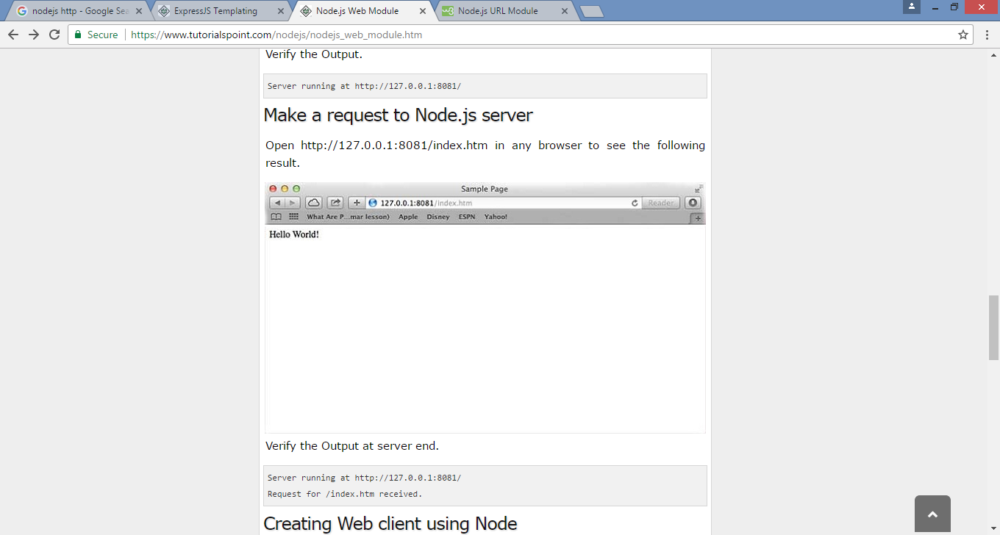 nodejs http - Google Sea
ExpressJS Templating
Node.js Web Module
Node.js URL Module
Secure
https://www.tutorialspoint.com/nodejs/nodejs_web_module.htm
Verify the Output.
Server running at http://127.0.0.1:8081/
Make a request to Node.js server
Open http://127.0.0.1:8081/index.htm in any browser to see the following
result.
Sample Page
127.0.0.1:8081/index.htm
Reader
What Are P...mar lesson) Apple Disney ESPN Yahoo!
Hello World!
Verify the Output at server end.
Server running at http://127.0.0.1:8081/
Request for /index.htm received.
Creating Web client using Node